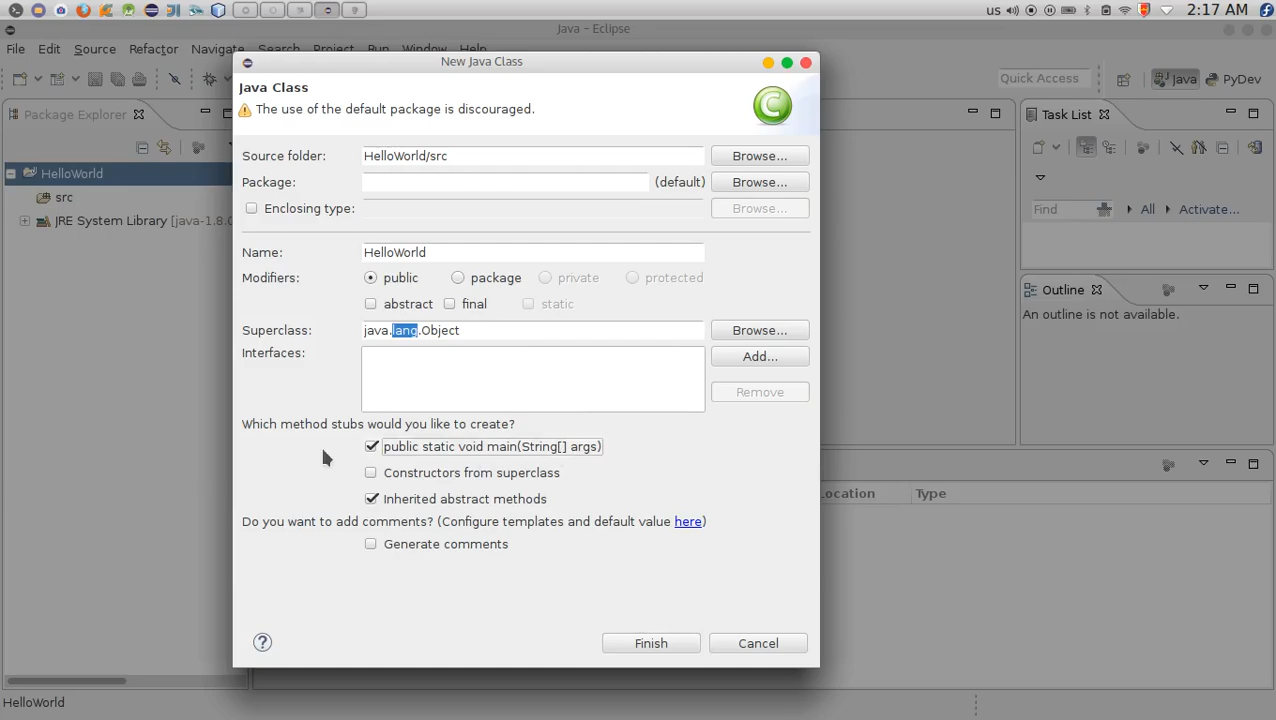 us 2:17 AM
Java - Eclipse
File Edit Source Refactor Navigate Search Project Run Window Help
New Java Class
Quick Access Java PyDev
Java Class
The use of the default package is discouraged.
Package Explorer
Task List
Source folder: HelloWorld/src Browse...
Package: (default) Browse...
Enclosing type: Browse...
HelloWorld
src
JRE System Library [java-1.8.0
Find All Activate...
Name: HelloWorld
Modifiers: public package private protected
abstract final static
Outline
An outline is not available.
Superclass: java.lang.Object Browse...
Interfaces: Add...
Remove
Which method stubs would you like to create?
public static void main(String[] args)
Constructors from superclass
Inherited abstract methods
Location Type
Do you want to add comments? (Configure templates and default value here)
Generate comments
? Finish Cancel
HelloWorld